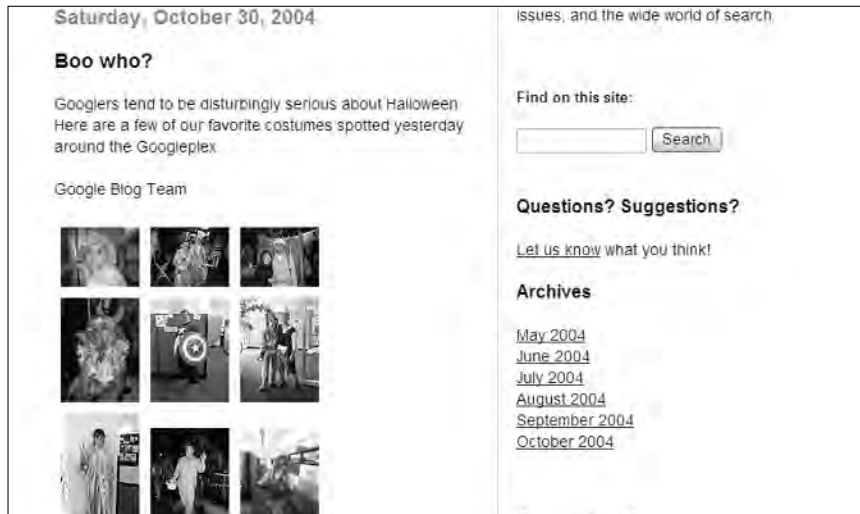 Saturday, October 30, 2004
Boo who?
Googlers tend to be disturbingly serious about Halloween
Here are a few of our favorite costumes spotted yesterday
around the Googleplex
Google Blog Team
issues, and the wide world of search
Find on this site:
Search
Questions? Suggestions?
Let us know what you think!
Archives
May 2004
June 2004
July 2004
August 2004
September 2004
October 2004